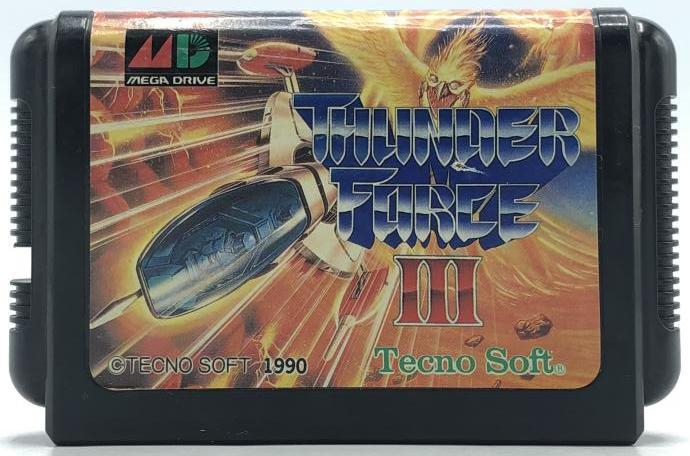 MD
MEGA DRIVE
THUNDER
FORCE
III
©TECNO SOFT 1990
Tecno Soft®